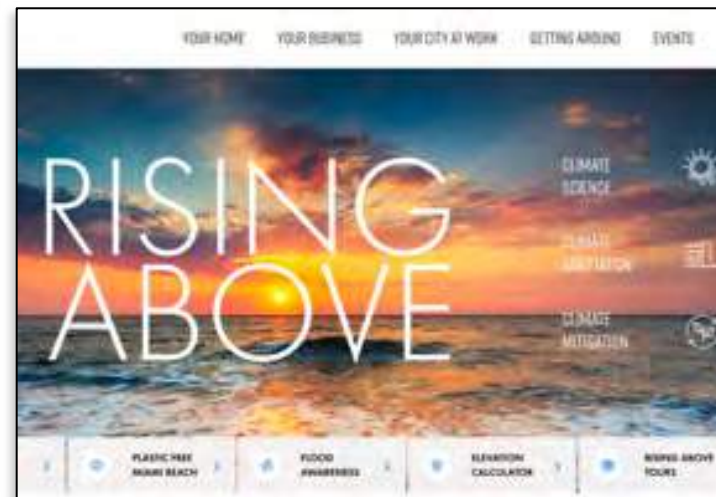 YOUR HOME YOUR BUSINESS YOUR CITY AT WORK GETTING AROUND EVENTS
RISING
ABOVE
CLIMATE
SCIENCE
CLIMATE
ADAPTATION
CLIMATE
MITIGATION
PLASTIC FREE
MIAMI BEACH
FLOOD
AWARENESS
ELEVATION
CALCULATOR
RISING ABOVE
TOURS